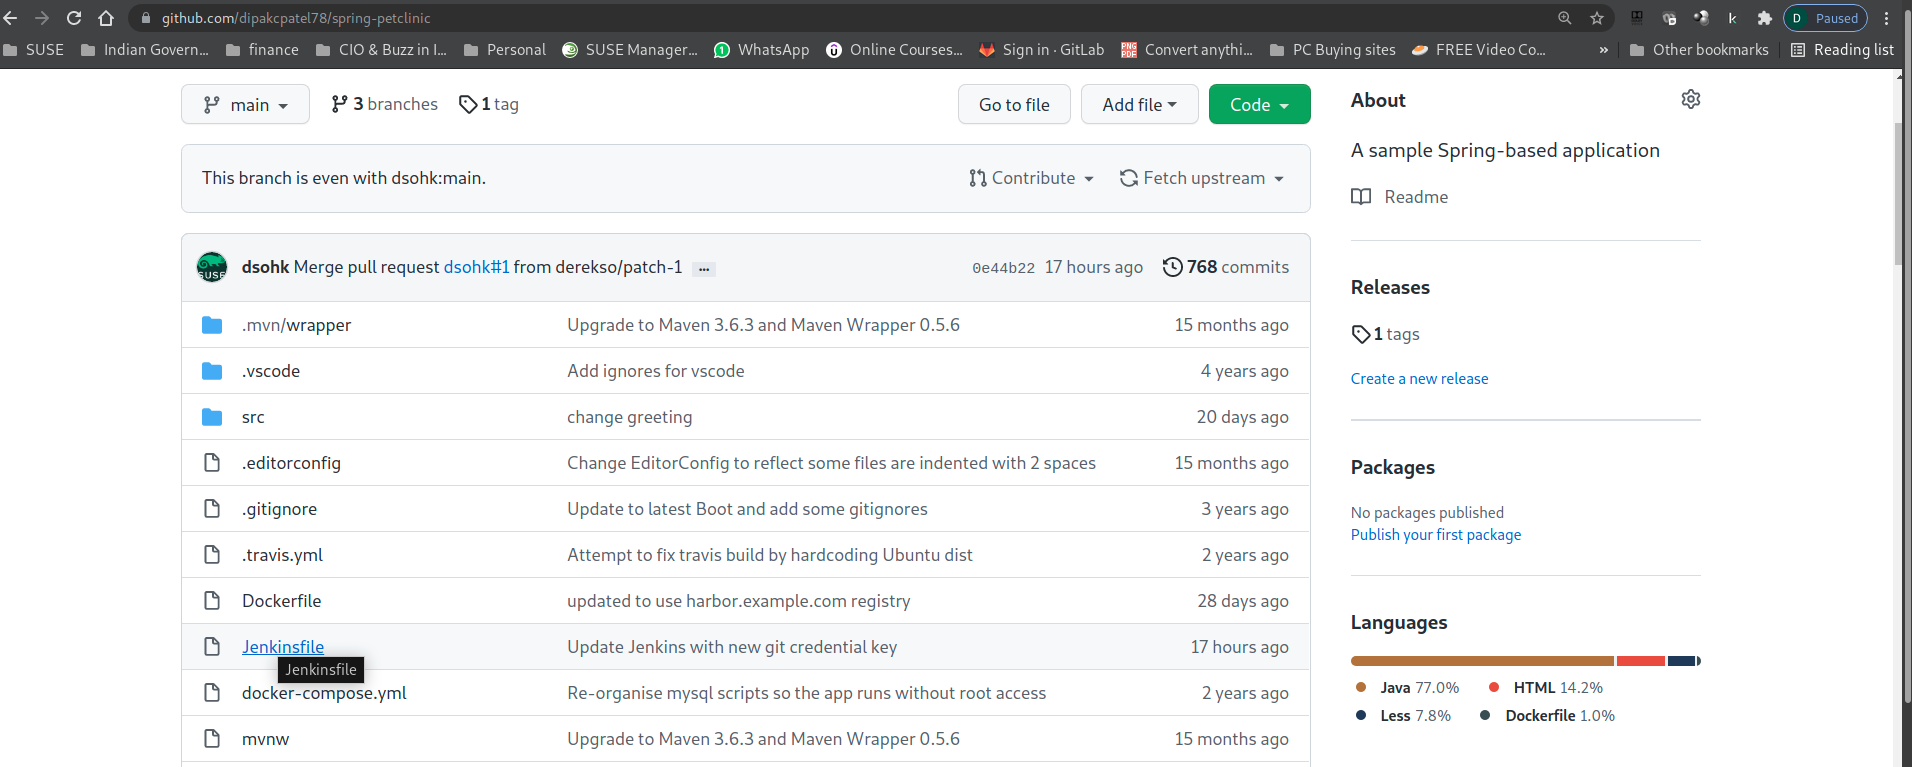 github.com/dipakcpatel78/spring-petclinic
D Paused
SUSE Indian Govern... finance CIO & Buzz in I... Personal SUSE Manager... WhatsApp Online Courses... Sign in · GitLab Convert anythi... PC Buying sites FREE Video Co... » Other bookmarks Reading list
main 3 branches 1 tag Go to file Add file Code
About
A sample Spring-based application
This branch is even with dsohk:main. Contribute Fetch upstream
Readme
SUSE dsohk Merge pull request dsohk#1 from derekso/patch-1 ... 0e44b22 17 hours ago 768 commits
.mvn/wrapper Upgrade to Maven 3.6.3 and Maven Wrapper 0.5.6 15 months ago
.vscode Add ignores for vscode 4 years ago
src change greeting 20 days ago
.editorconfig Change EditorConfig to reflect some files are indented with 2 spaces 15 months ago
.gitignore Update to latest Boot and add some gitignores 3 years ago
.travis.yml Attempt to fix travis build by hardcoding Ubuntu dist 2 years ago
Dockerfile updated to use harbor.example.com registry 28 days ago
Jenkinsfile Update Jenkins with new git credential key 17 hours ago
Jenkinsfile
docker-compose.yml Re-organise mysql scripts so the app runs without root access 2 years ago
mvnw Upgrade to Maven 3.6.3 and Maven Wrapper 0.5.6 15 months ago
Releases
1 tags
Create a new release
Packages
No packages published
Publish your first package
Languages
Java 77.0% HTML 14.2%
Less 7.8% Dockerfile 1.0%